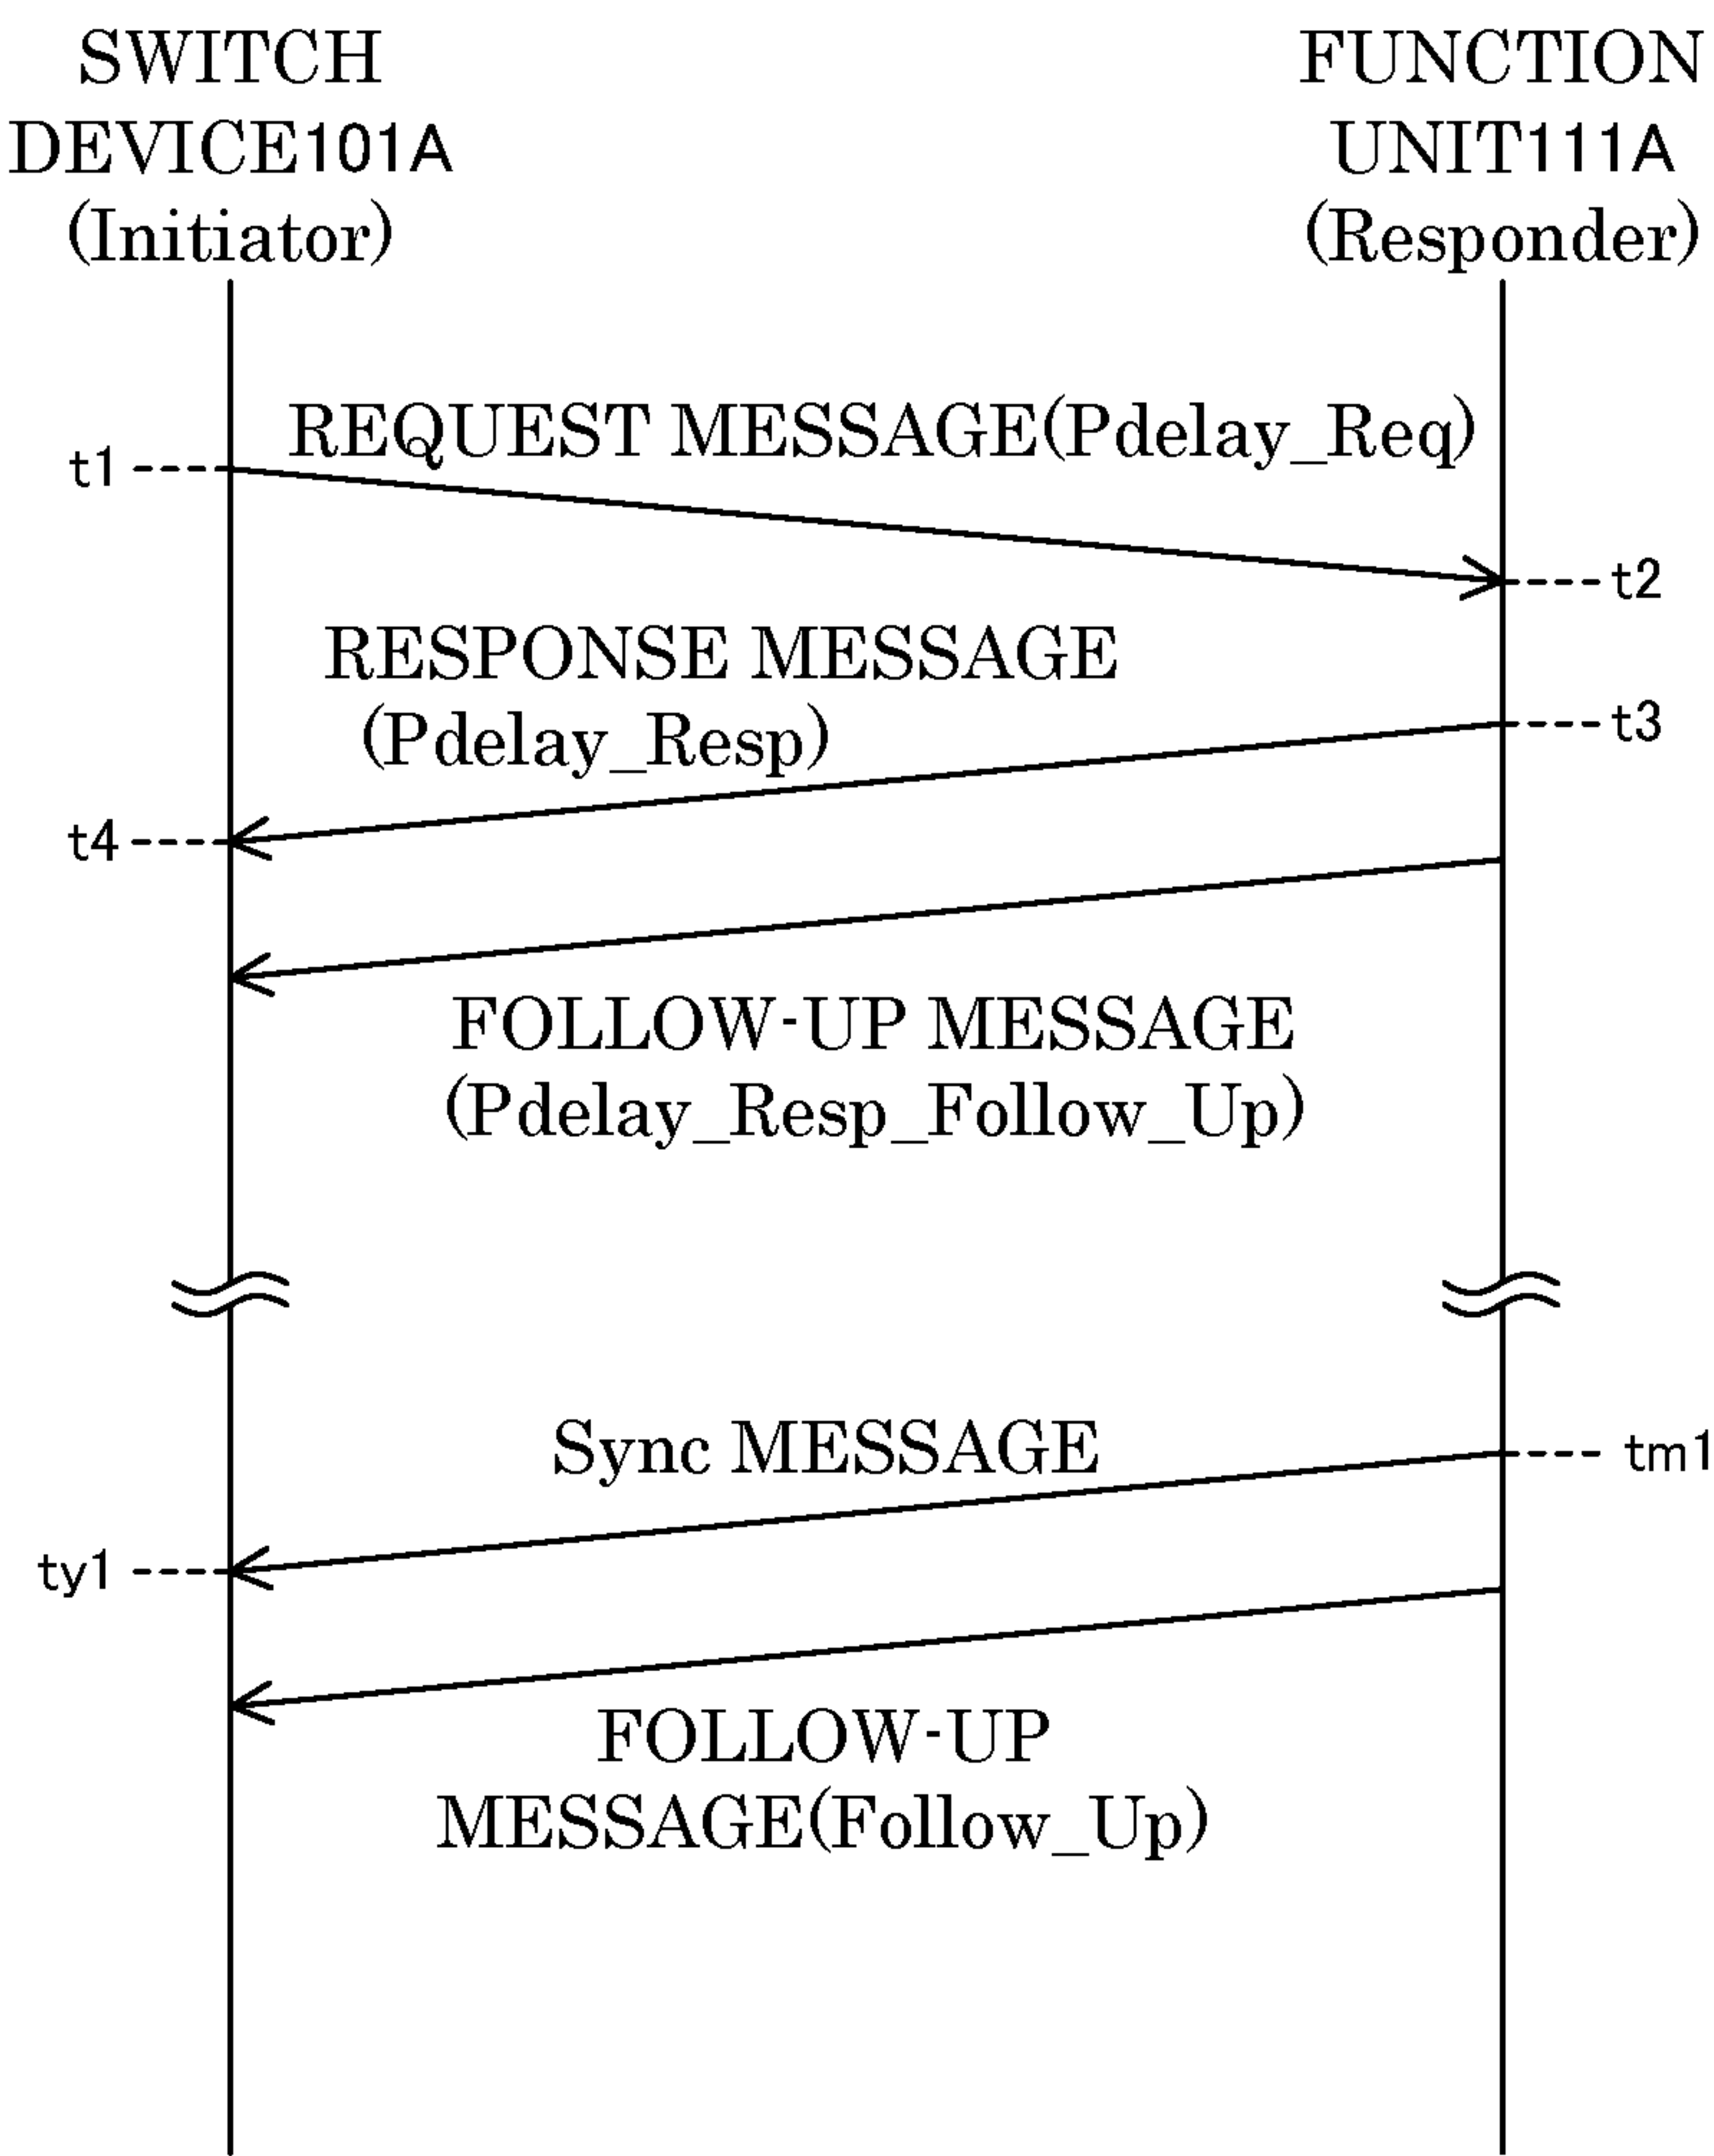 SWITCH
DEVICE101A
(Initiator)
FUNCTION
UNIT111A
(Responder)
REQUEST MESSAGE(Pdelay_Req)
t1
t2
RESPONSE MESSAGE
(Pdelay_Resp)
t3
t4
FOLLOW-UP MESSAGE
(Pdelay_Resp_Follow_Up)
Sync MESSAGE
tm1
ty1
FOLLOW-UP
MESSAGE(Follow_Up)